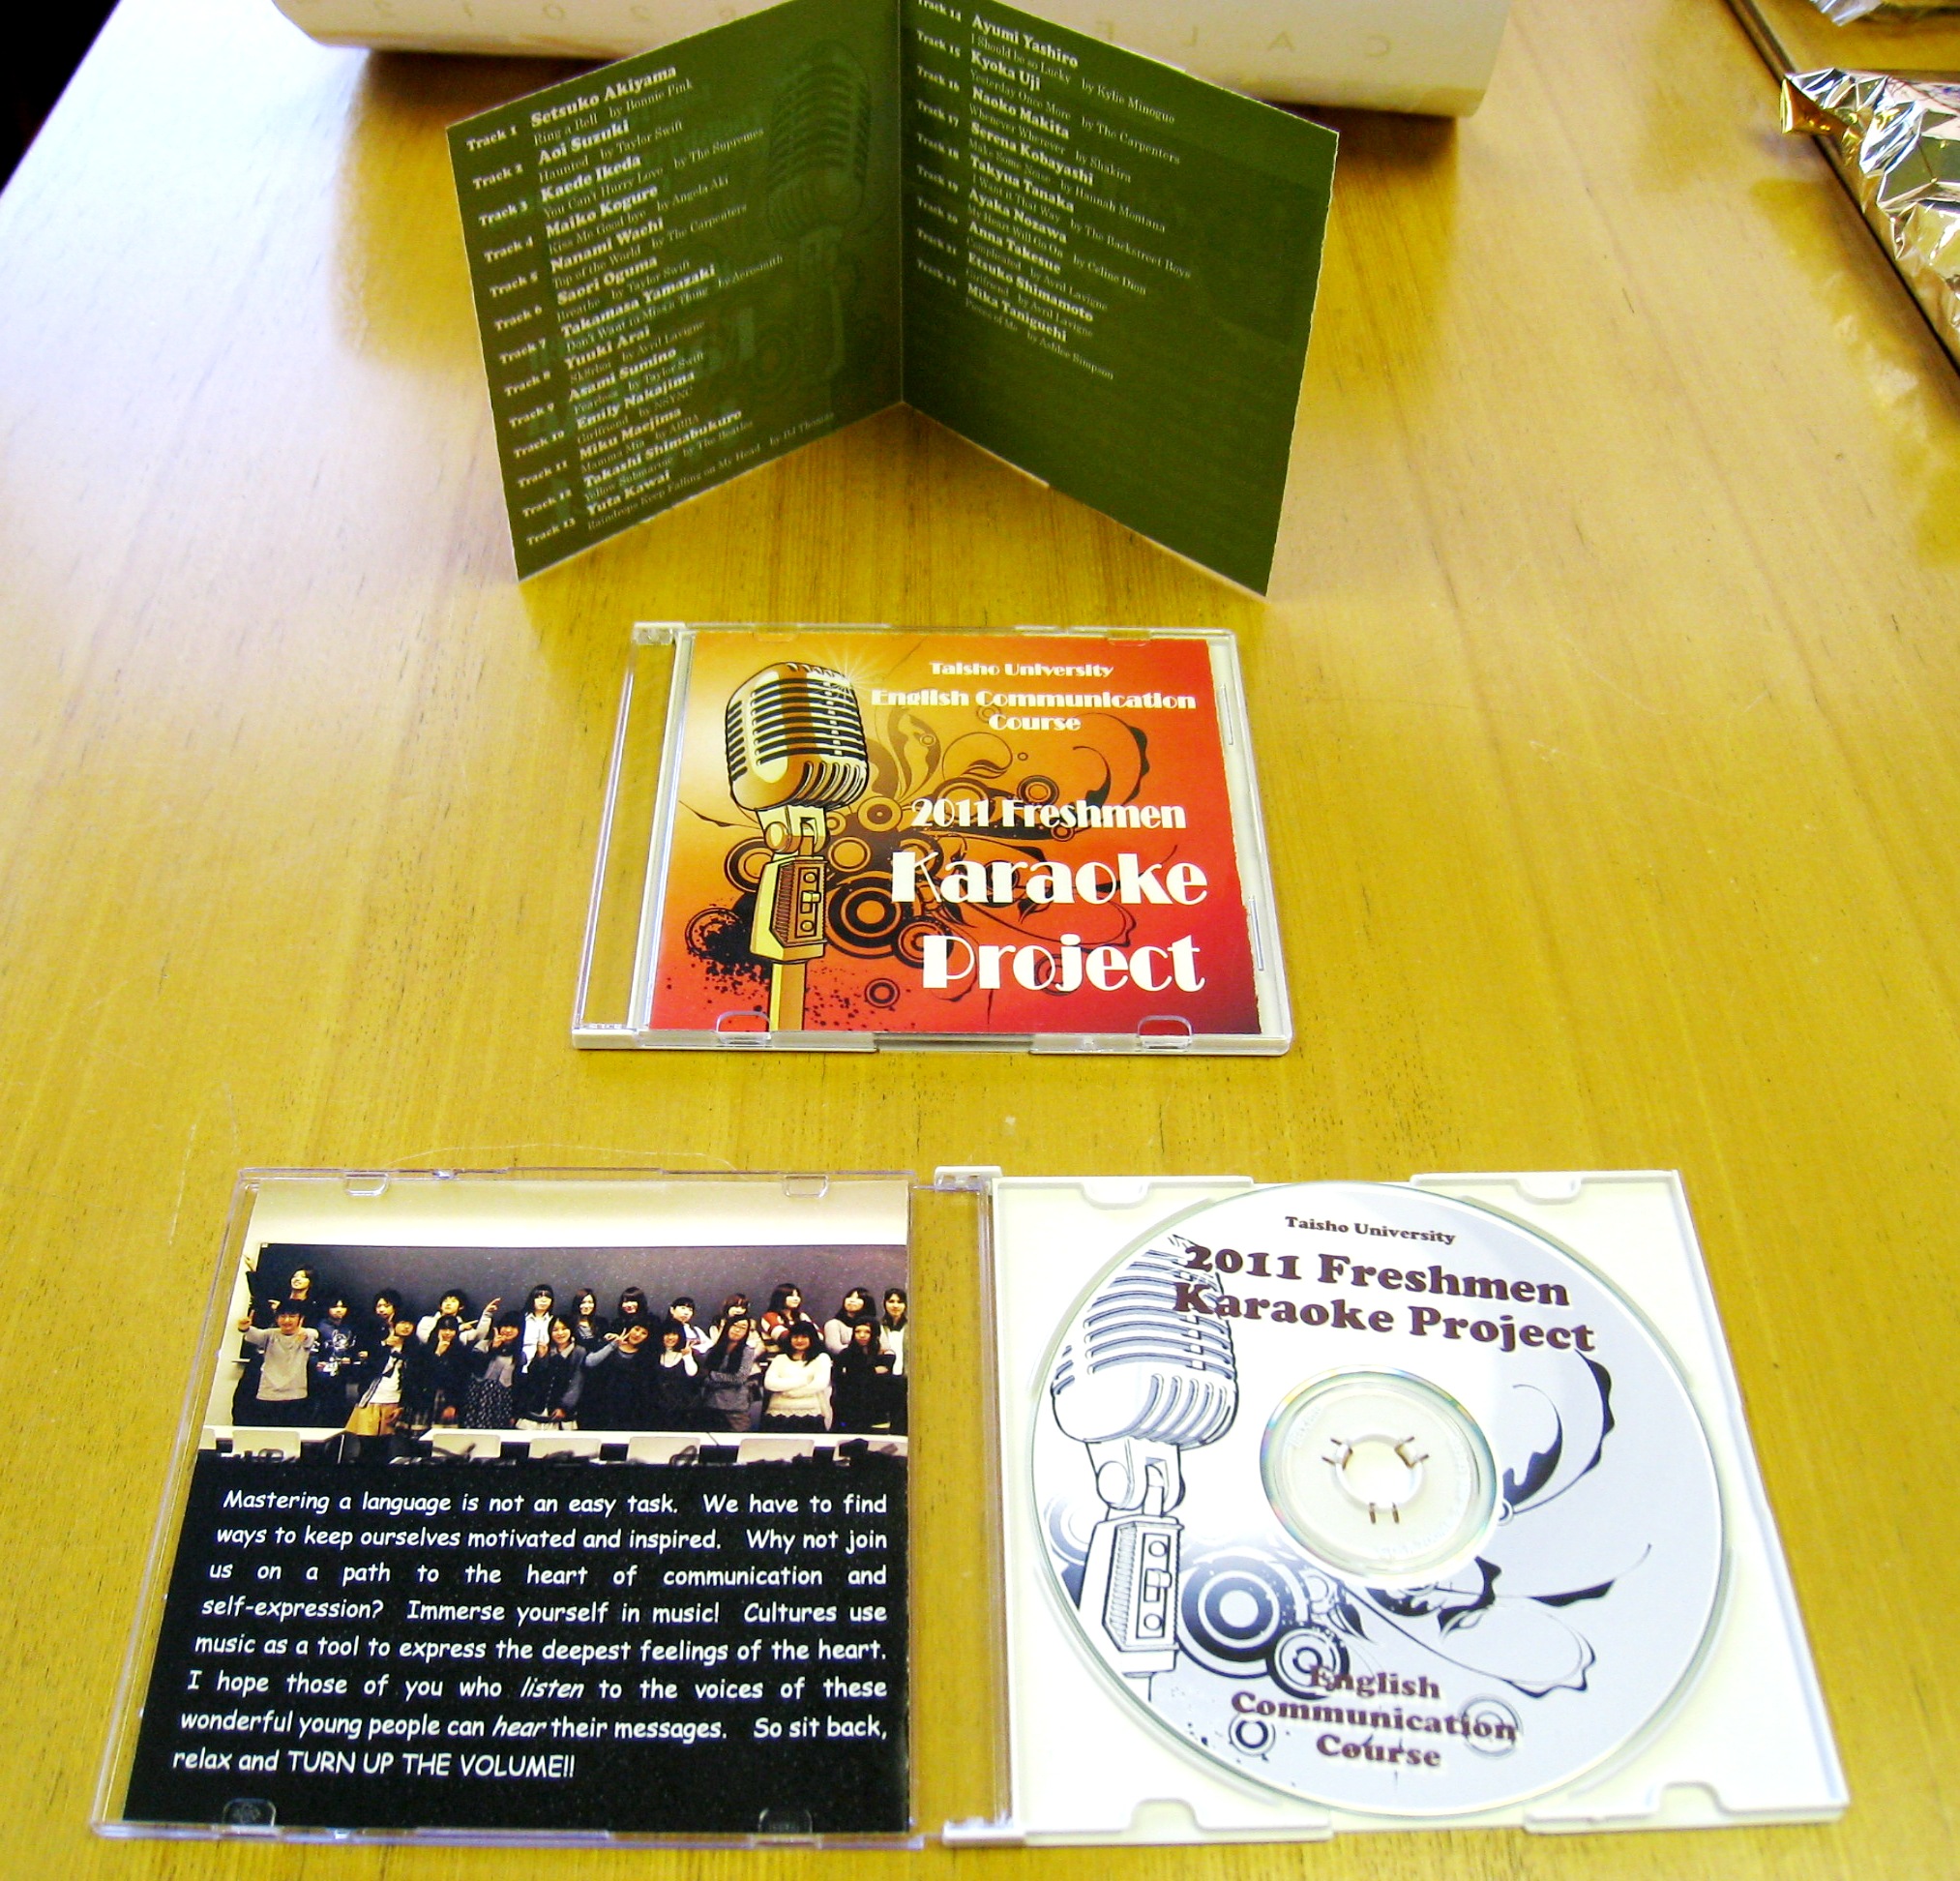 Track 1 Setsuko Akiyama
Ring a Bell by Bonnie Pink
Track 2 Aoi Suzuki
Haunted by Taylor Swift
Track 3 Kaede Ikeda
You Can't Hurry Love by The Supremes
Track 4 Maiko Kogure
Kiss Me Good-bye by Angela Aki
Track 5 Nanami Wachi
Top of the World by The Carpenters
Track 6 Saori Oguma
Breathe by Taylor Swift
Track 7 Takamasa Yamazaki
Don't Want to Miss a Thing by Aerosmith
Track 8 Yuuki Arai
Sk8rboi by Avril Lavigne
Track 9 Asami Sunino
Fearless by Taylor Swift
Track 10 Emily Nakajima
Girlfriend by NSYNC
Track 11 Miku Maejima
Mamma Mia by ABBA
Track 12 Takashi Shimabukuro
Yellow Submarine by The Beatles
Track 13 Yuta Kawai
Raindrops Keep Falling on My Head by BJ Thomas
Track 14 Ayumi Yashiro
I Should be so Lucky by Kylie Minogue
Track 15 Kyoka Uji
Yesterday Once More by The Carpenters
Track 16 Naoko Makita
Whenever Wherever by Shakira
Track 17 Serena Kobayashi
Make Some Noise by Hannah Montana
Track 18 Takyua Tanaka
I Want it That Way by The Backstreet Boys
Track 19 Ayaka Nozawa
My Heart Will Go On by Celine Dion
Track 20 Anna Takesue
Complicated by Avril Lavigne
Track 21 Etsuko Shimamoto
Girlfriend by Avril Lavigne
Track 22 Mika Taniguchi
Pieces of Me by Ashlee Simpson
Taisho University
English Communication
Course
2011 Freshmen
Karaoke
Project
Mastering a language is not an easy task. We have to find
ways to keep ourselves motivated and inspired. Why not join
us on a path to the heart of communication and
self-expression? Immerse yourself in music! Cultures use
music as a tool to express the deepest feelings of the heart.
I hope those of you who listen to the voices of these
wonderful young people can hear their messages. So sit back,
relax and TURN UP THE VOLUME!!
Taisho University
2011 Freshmen
Karaoke Project
English
Communication
Course